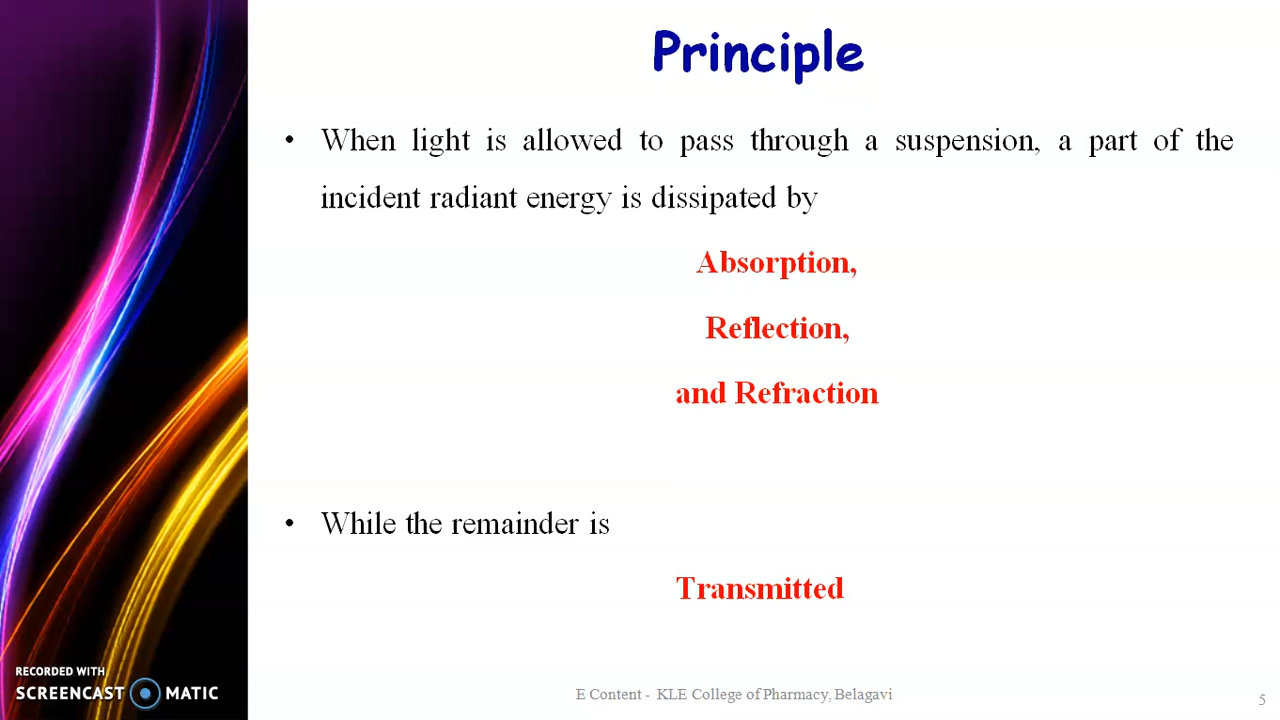 Principle
• When light is allowed to pass through a suspension, a part of the
incident radiant energy is dissipated by
Absorption,
Reflection,
and Refraction
• While the remainder is
Transmitted
RECORDED WITH
SCREENCAST MATIC
E Content - KLE College of Pharmacy, Belagavi
5